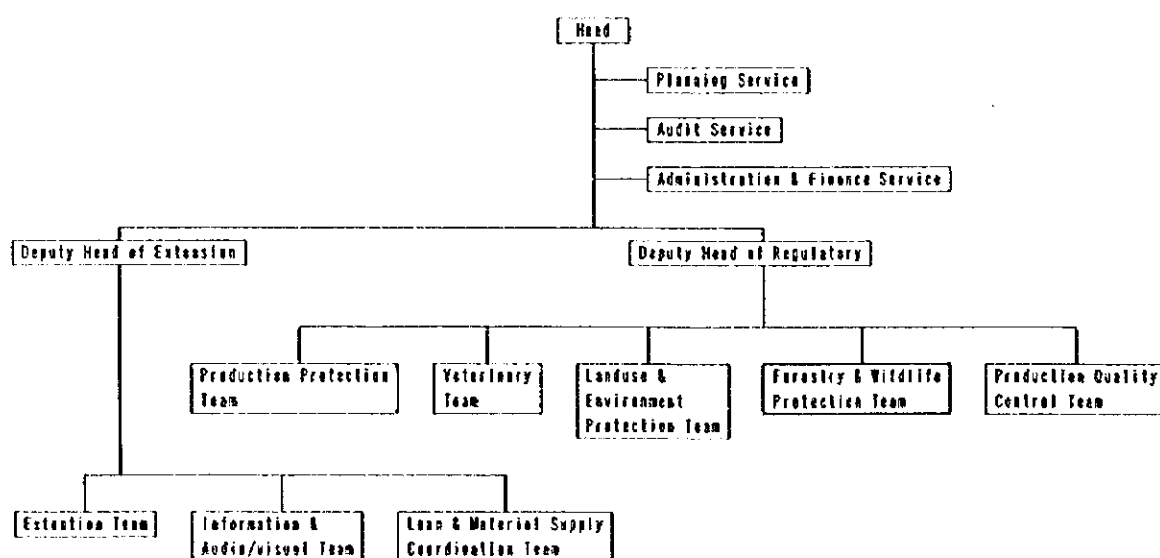 Head
Planning Service
Audit Service
Administration & Finance Service
Deputy Head of Extension
Deputy Head of Regulatory
Production Protection
Team
Veterinary
Team
Landuse &
Environment
Protection Team
Forestry & Wildlife
Protection Team
Production Quality
Control Team
Extention Team
Information &
Audio/visual Team
Loan & Material Supply
Coordination Team